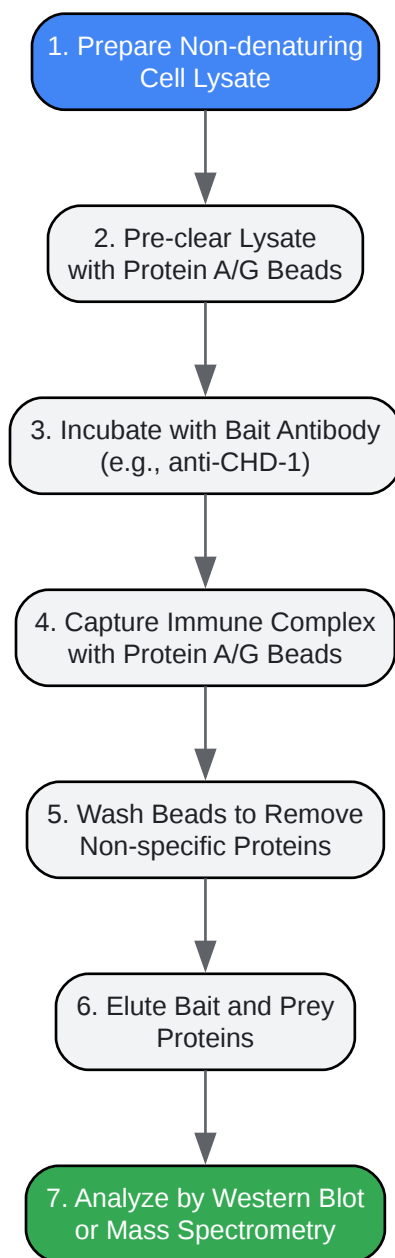 1. Prepare Non-denaturing
Cell Lysate
2. Pre-clear Lysate
with Protein A/G Beads
3. Incubate with Bait Antibody
(e.g., anti-CHD-1)
4. Capture Immune Complex
with Protein A/G Beads
5. Wash Beads to Remove
Non-specific Proteins
6. Elute Bait and Prey
Proteins
7. Analyze by Western Blot
or Mass Spectrometry